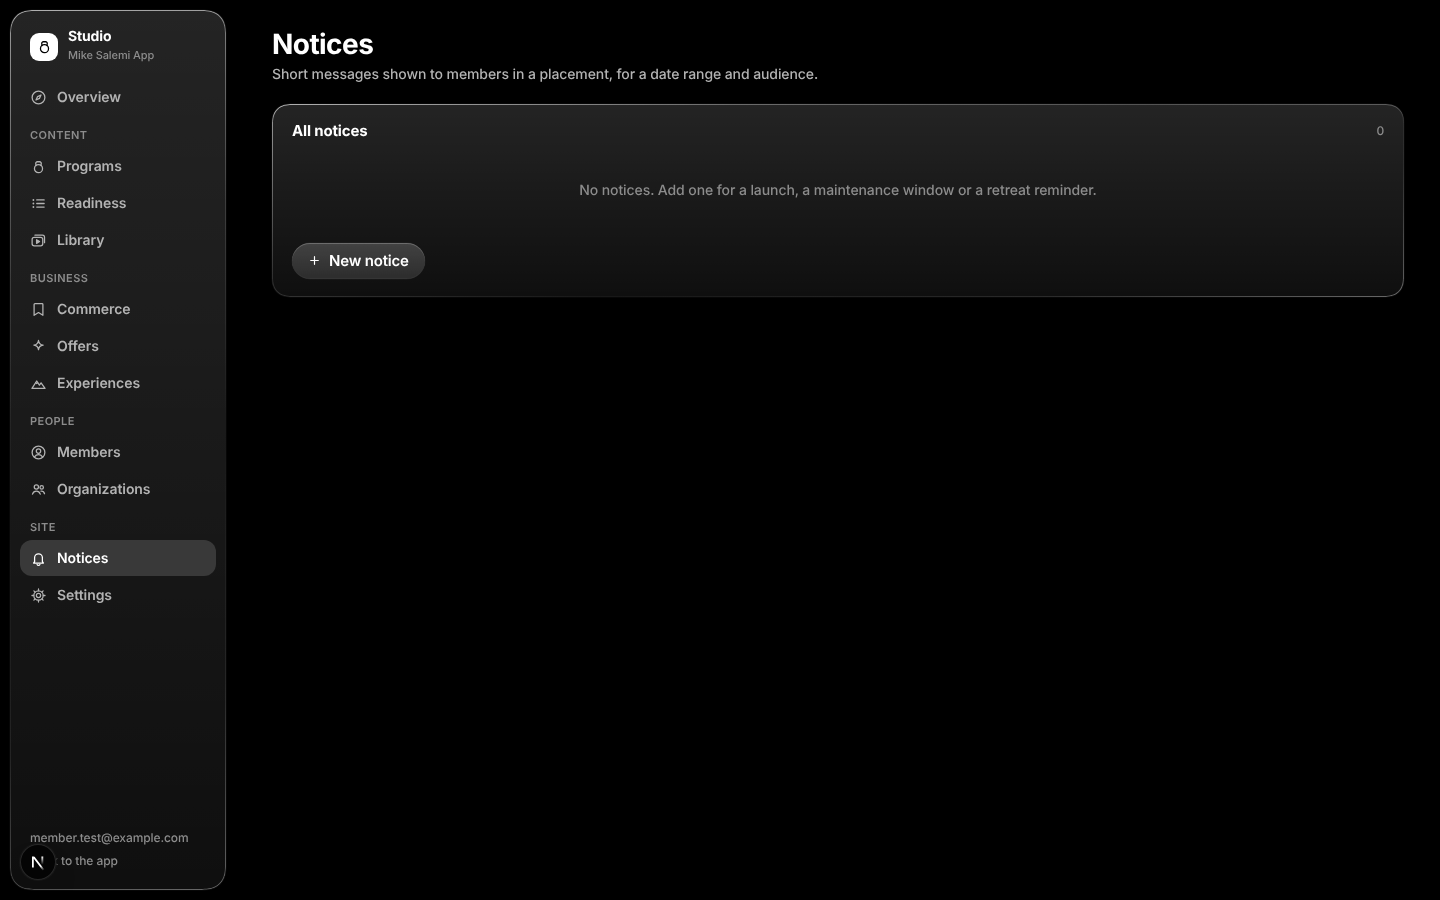 Studio
Mike Salemi App
Overview
CONTENT
Programs
Readiness
Library
BUSINESS
Commerce
Offers
Experiences
PEOPLE
Members
Organizations
SITE
Notices
Settings
member.test@example.com
to the app
N
Notices
Short messages shown to members in a placement, for a date range and audience.
All notices
0
No notices. Add one for a launch, a maintenance window or a retreat reminder.
+ New notice